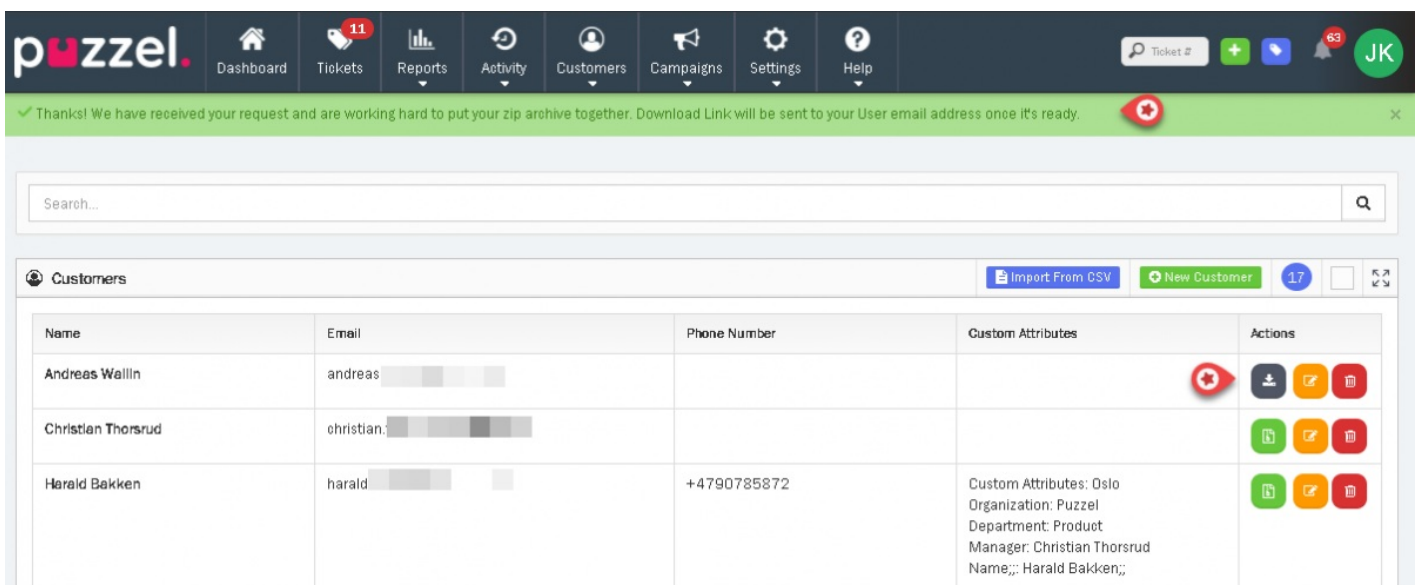 puzzel.
Dashboard
Tickets
11
Reports
Activity
Customers
Campaigns
Settings
Help
Ticket #
63
JK
Thanks! We have received your request and are working hard to put your zip archive together. Download Link will be sent to your User email address once it's ready.
Search...
Customers
Import From CSV
New Customer
17
Name
Email
Phone Number
Custom Attributes
Actions
Andreas Wallin
andreas
Christian Thorsrud
christian.
Harald Bakken
harald
+4790785872
Custom Attributes: Oslo
Organization: Puzzel
Department: Product
Manager: Christian Thorsrud
Name;;: Harald Bakken;;